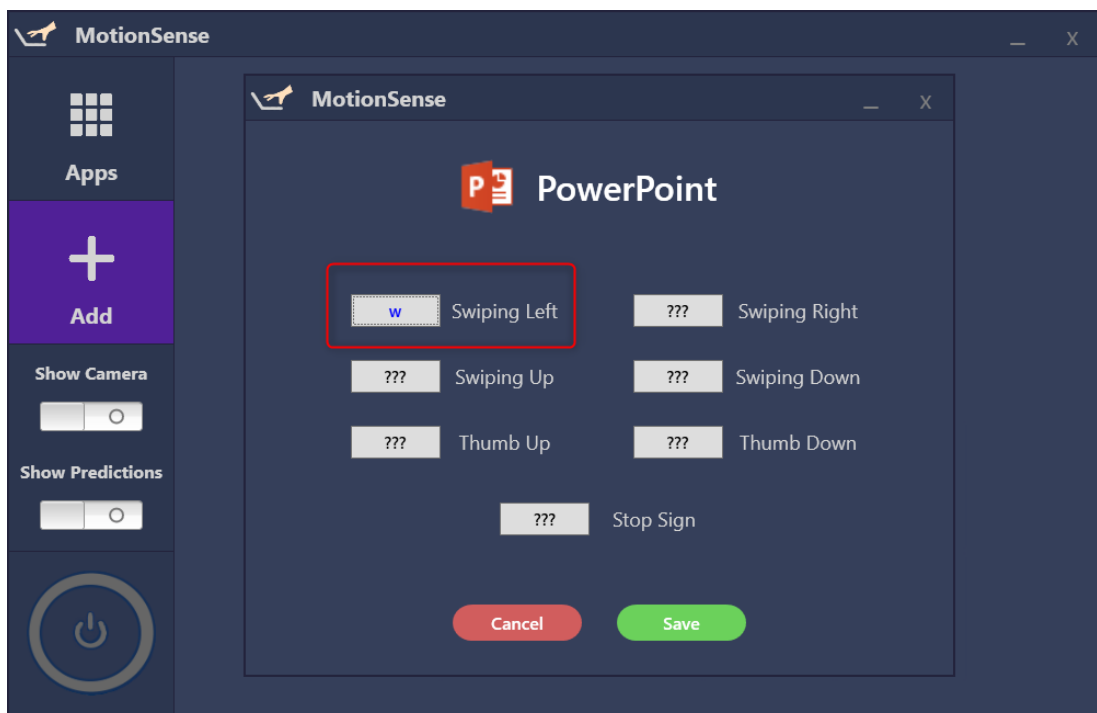 MotionSense
_ X
Apps
Add
Show Camera
Show Predictions
MotionSense
_ X
P PowerPoint
w Swiping Left ??? Swiping Right
??? Swiping Up ??? Swiping Down
??? Thumb Up ??? Thumb Down
??? Stop Sign
Cancel Save